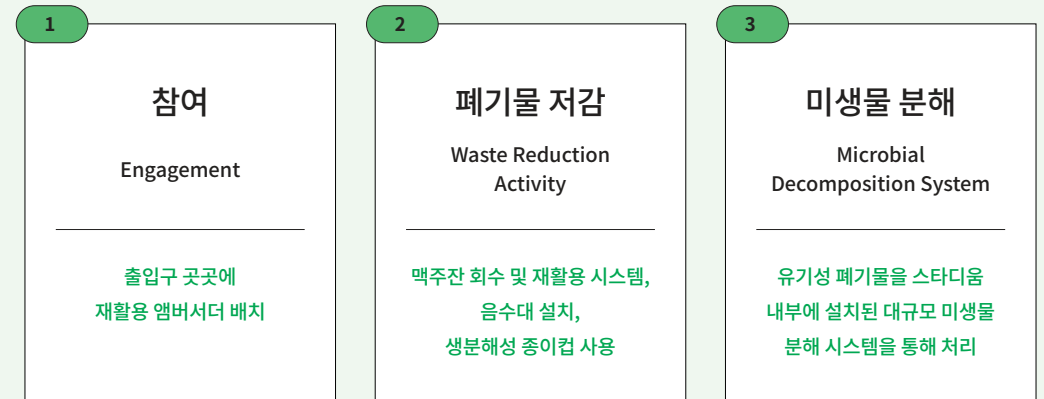 1
참여
Engagement
출입구 곳곳에
재활용 앰버서더 배치
2
폐기물 저감
Waste Reduction
Activity
맥주잔 회수 및 재활용 시스템,
음수대 설치,
생분해성 종이컵 사용
3
미생물 분해
Microbial
Decomposition System
유기성 폐기물을 스타디움
내부에 설치된 대규모 미생물
분해 시스템을 통해 처리